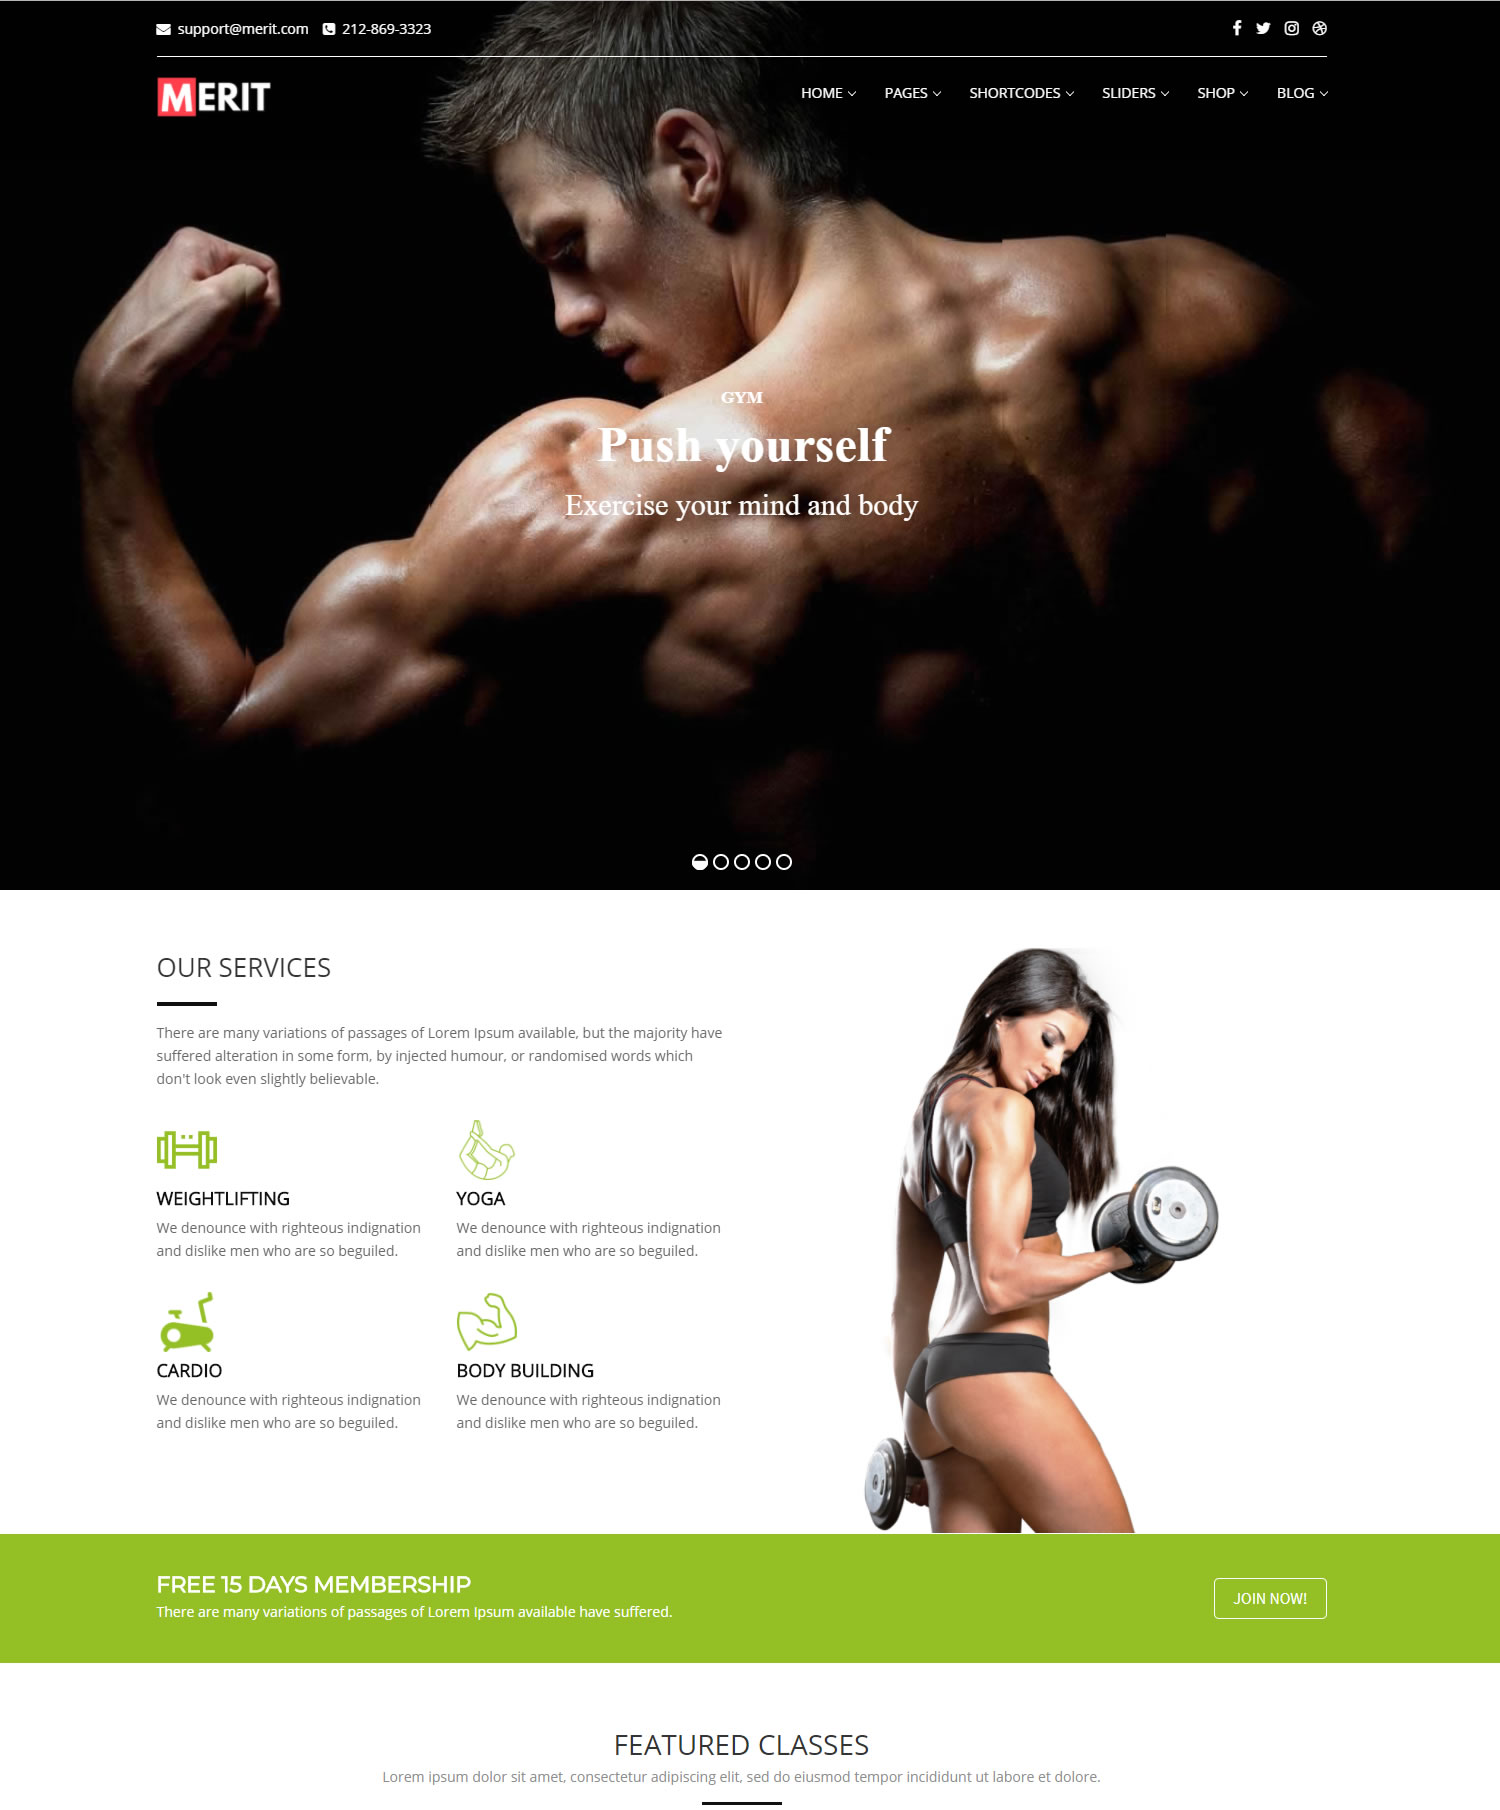 support@merit.com 212-869-3323
MERIT
HOME PAGES SHORTCODES SLIDERS SHOP BLOG
GYM
Push yourself
Exercise your mind and body
OUR SERVICES
There are many variations of passages of Lorem Ipsum available, but the majority have
suffered alteration in some form, by injected humour, or randomised words which
don't look even slightly believable.
WEIGHTLIFTING
We denounce with righteous indignation
and dislike men who are so beguiled.
YOGA
We denounce with righteous indignation
and dislike men who are so beguiled.
CARDIO
We denounce with righteous indignation
and dislike men who are so beguiled.
BODY BUILDING
We denounce with righteous indignation
and dislike men who are so beguiled.
FREE 15 DAYS MEMBERSHIP
There are many variations of passages of Lorem Ipsum available have suffered.
JOIN NOW!
FEATURED CLASSES
Lorem ipsum dolor sit amet, consectetur adipiscing elit, sed do eiusmod tempor incididunt ut labore et dolore.